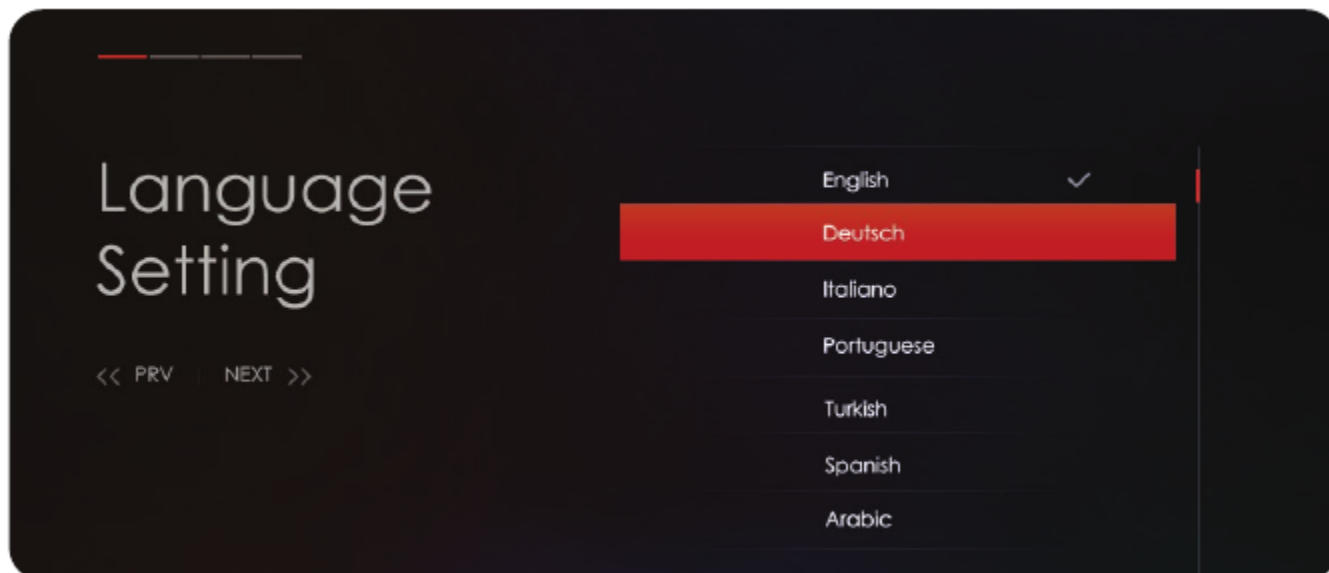 Language
Setting
<< PRV | NEXT >>
English
Deutsch
Italiano
Portuguese
Turkish
Spanish
Arabic